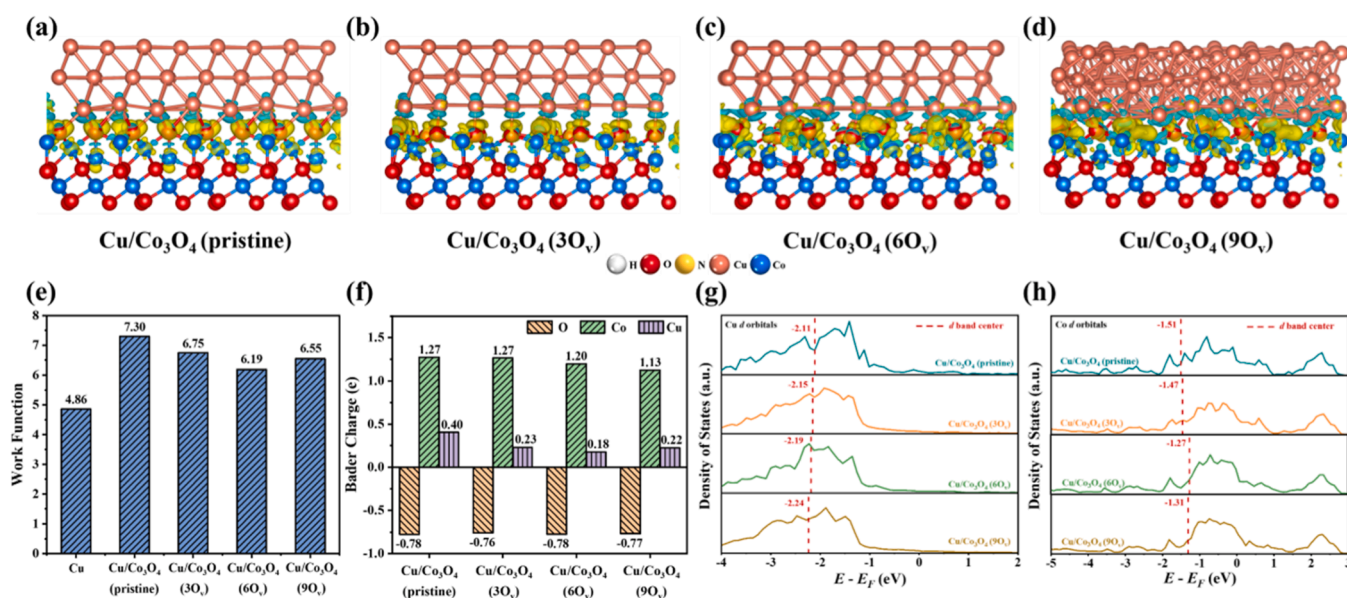 (a)
(b)
(c)
(d)
Cu/Co₃O₄ (pristine)
Cu/Co₃O₄ (3Oᵥ)
Cu/Co₃O₄ (6Oᵥ)
Cu/Co₃O₄ (9Oᵥ)
H O N Cu Co
(e)
Work Function
8
7
6
5
4
3
2
1
0
4.86
7.30
6.75
6.19
6.55
Cu
Cu/Co₃O₄
(pristine)
Cu/Co₃O₄
(3Oᵥ)
Cu/Co₃O₄
(6Oᵥ)
Cu/Co₃O₄
(9Oᵥ)
(f)
Bader Charge (e)
1.5
1.0
0.5
0.0
-0.5
-1.0
O Co Cu
1.27
1.27
1.20
1.13
0.40
0.23
0.18
0.22
-0.78
-0.76
-0.78
-0.77
Cu/Co₃O₄
(pristine)
Cu/Co₃O₄
(3Oᵥ)
Cu/Co₃O₄
(6Oᵥ)
Cu/Co₃O₄
(9Oᵥ)
(g)
Density of States (a.u.)
Cu d orbitals
d band center
-2.11
Cu/Co₃O₄ (pristine)
-2.15
Cu/Co₃O₄ (3Oᵥ)
-2.19
Cu/Co₃O₄ (6Oᵥ)
-2.24
Cu/Co₃O₄ (9Oᵥ)
-4 -3 -2 -1 0 1 2
E - E_F (eV)
(h)
Density of States (a.u.)
Co d orbitals
d band center
-1.51
Cu/Co₃O₄ (pristine)
-1.47
Cu/Co₃O₄ (3Oᵥ)
-1.27
Cu/Co₃O₄ (6Oᵥ)
-1.31
Cu/Co₃O₄ (9Oᵥ)
-5 -4 -3 -2 -1 0 1 2 3
E - E_F (eV)